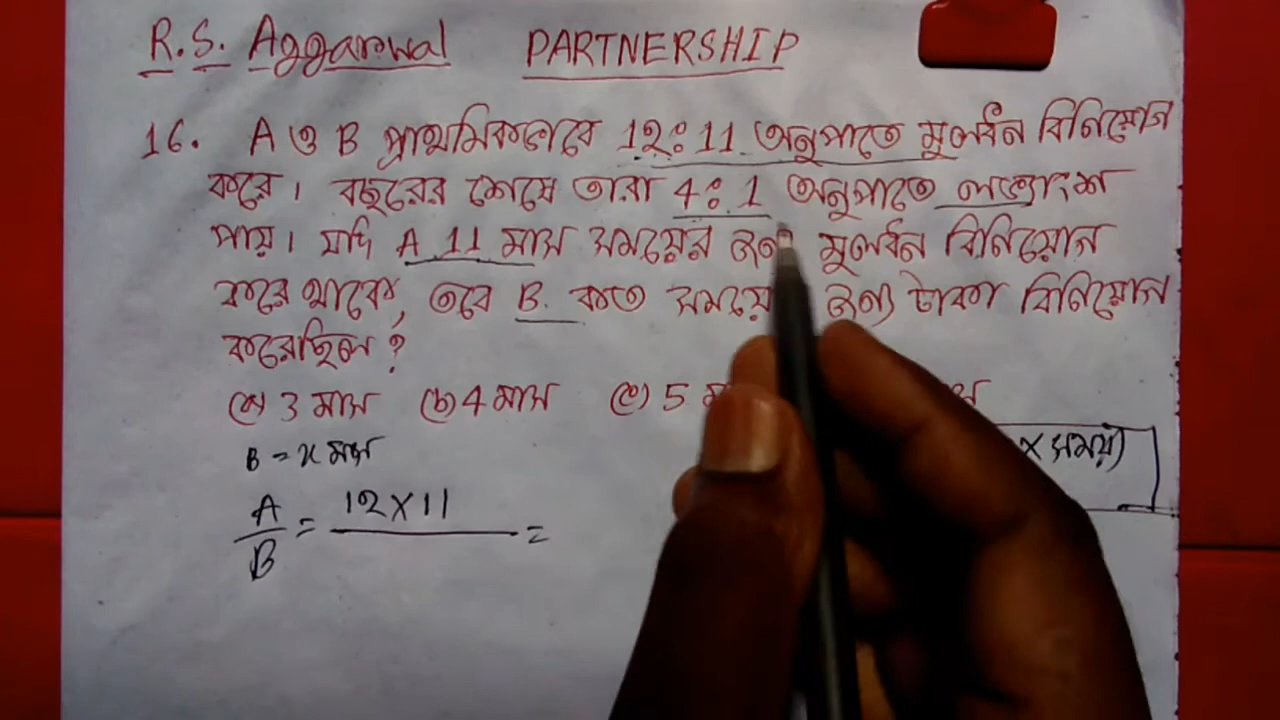 R.S. Aggarwal PARTNERSHIP
16. A ও B প্রাথমিকভাবে 12:11 অনুপাতে মূলধন বিনিয়োগ
করে। বছরের শেষে তারা 4:1 অনুপাতে লভ্যাংশ
পায়। যদি A 11 মাস সময়ের জন্য মূলধন বিনিয়োগ
করে থাকে, তবে B. কত সময়ের জন্য টাকা বিনিয়োগ
করেছিল?
(a) 3 মাস (b) 4 মাস (c) 5
B = x মাস
× সময়)
A/B = 12×11/ =